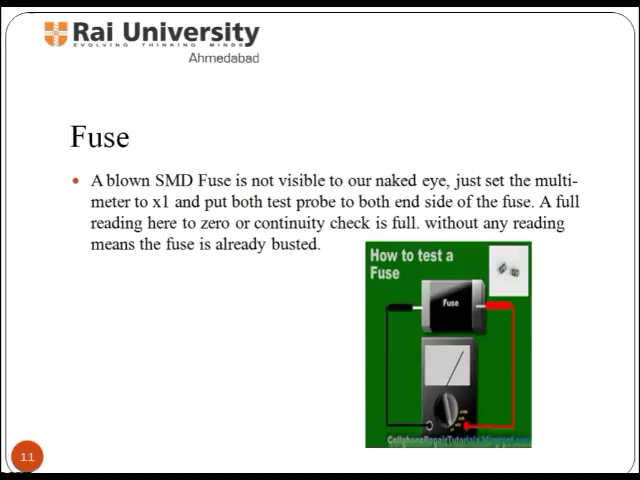 Rai University
EVOLVING THINKING MINDS
Ahmedabad
Fuse
• A blown SMD Fuse is not visible to our naked eye, just set the multi-
meter to x1 and put both test probe to both end side of the fuse. A full
reading here to zero or continuity check is full. without any reading
means the fuse is already busted.
How to test a
Fuse
Fuse
CellphoneRepairTutorials.blogspot.com
11